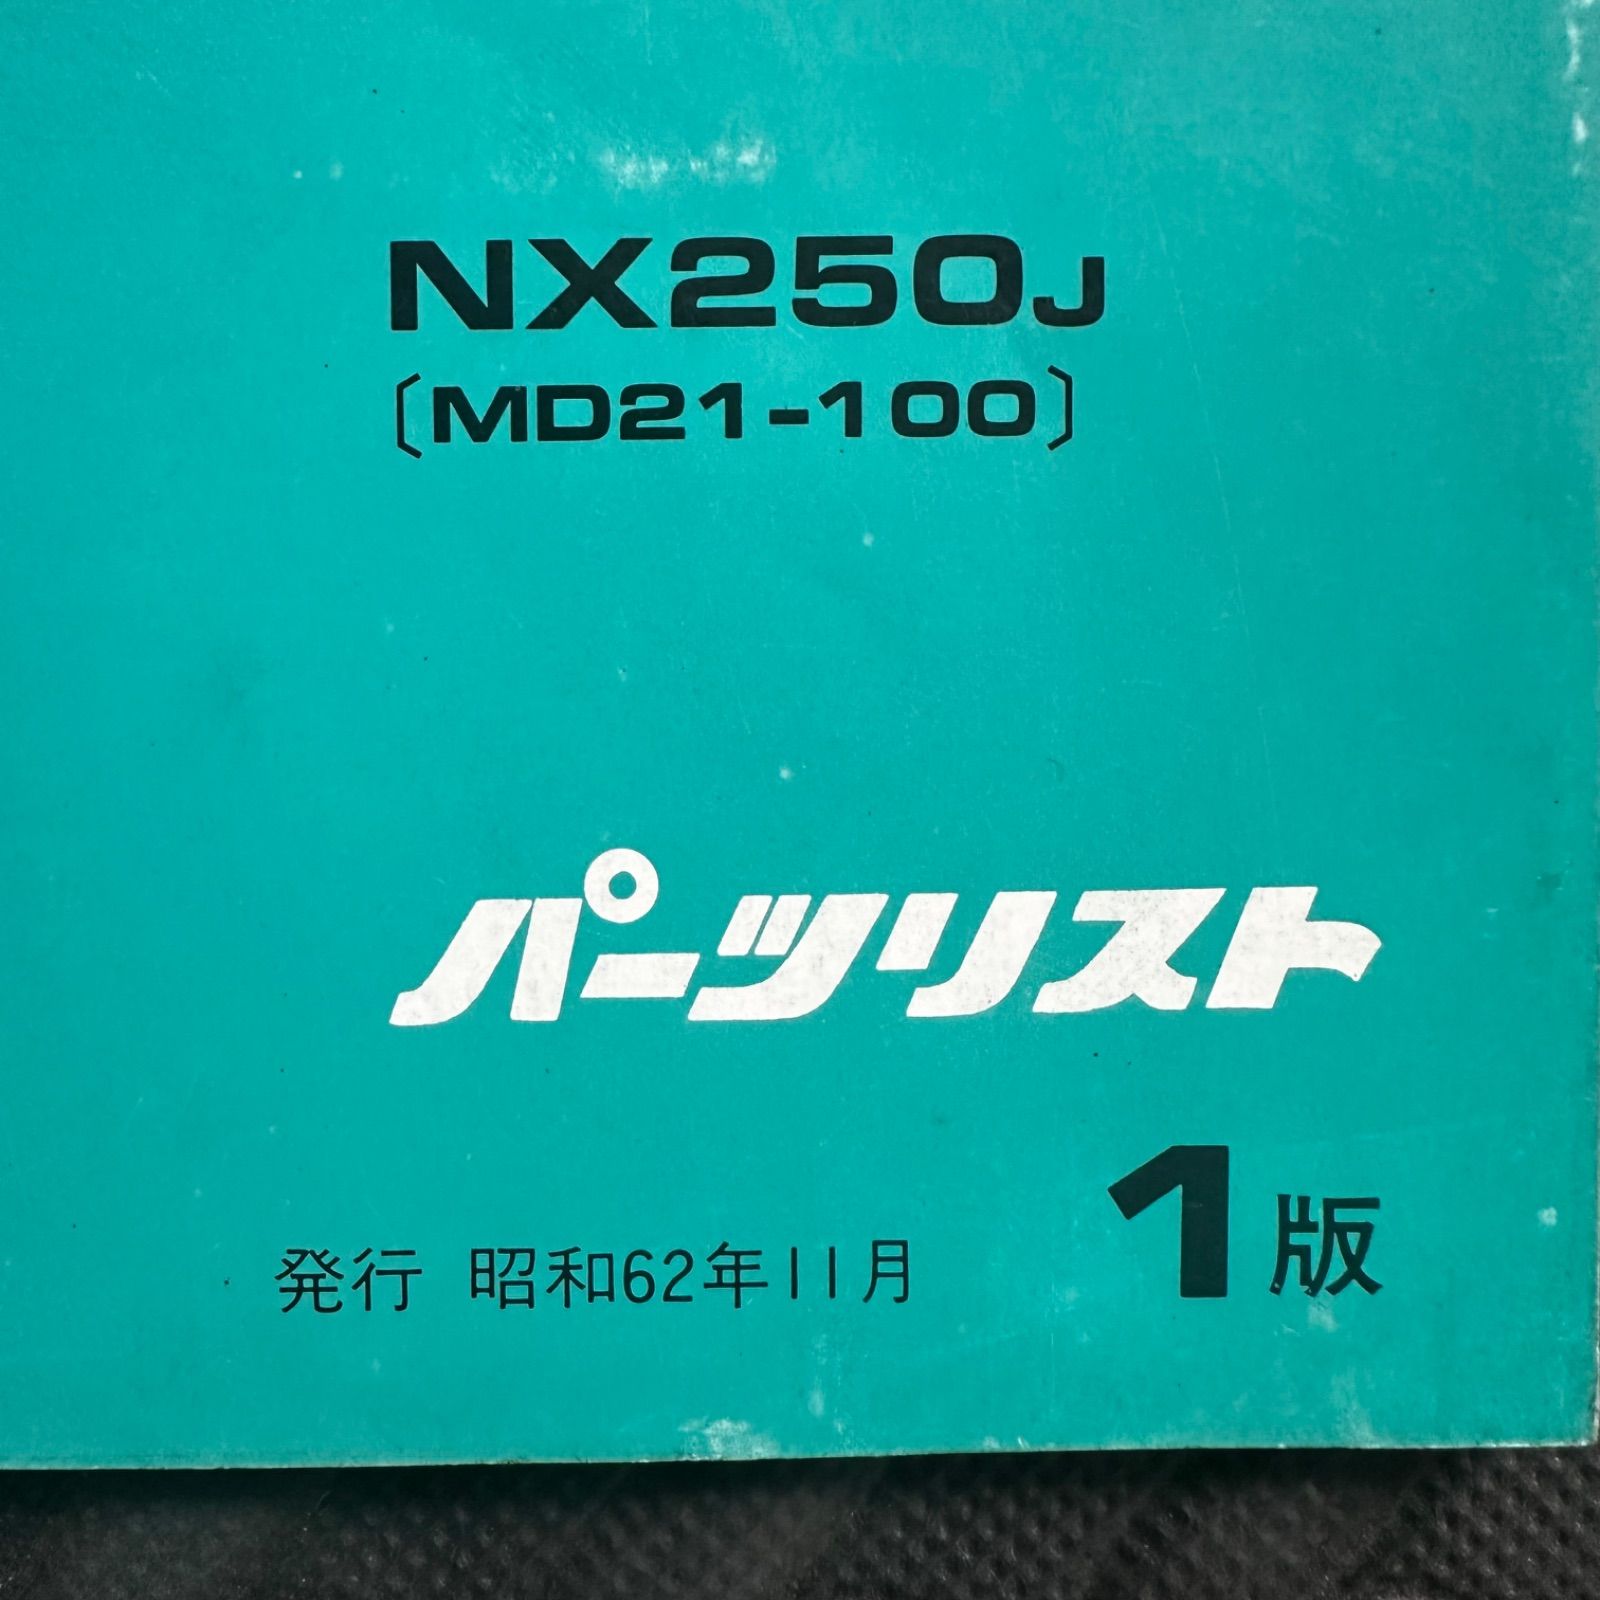 NX250J
〔MD21-100〕
パーツリスト
1版
発行 昭和62年11月